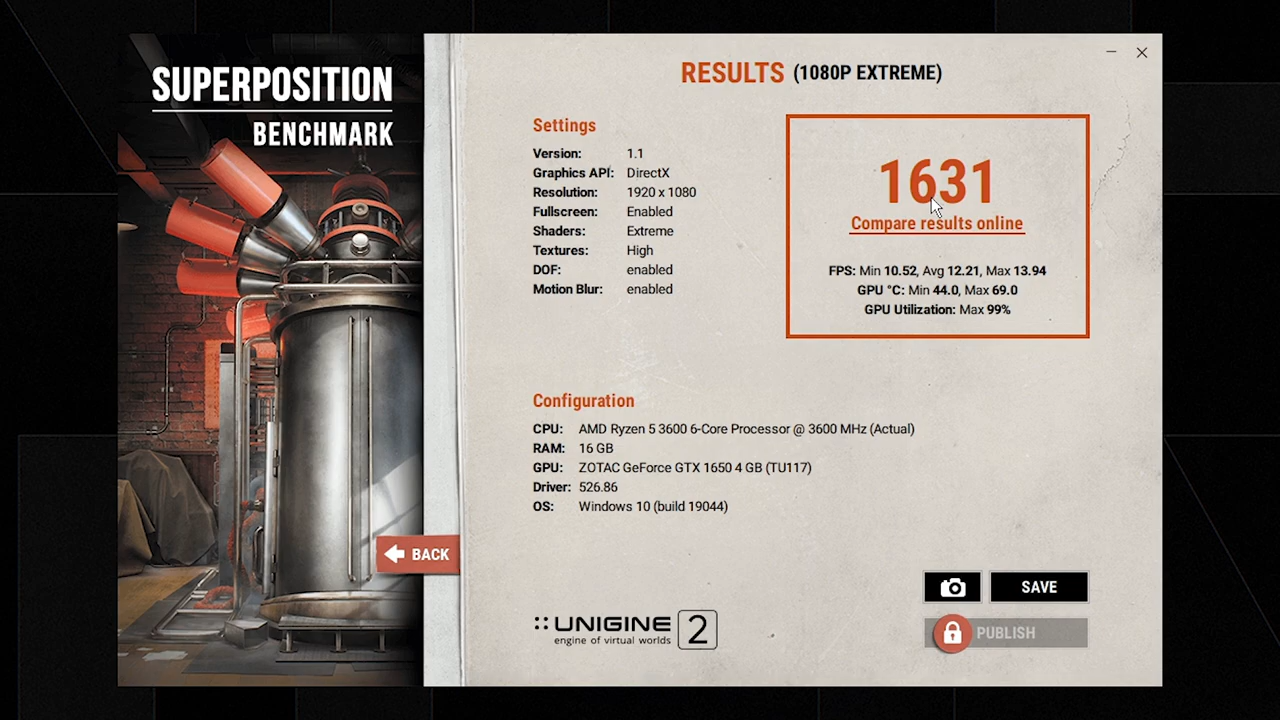 SUPERPOSITION
BENCHMARK
RESULTS (1080P EXTREME)
Settings
Version: 1.1
Graphics API: DirectX
Resolution: 1920 x 1080
Fullscreen: Enabled
Shaders: Extreme
Textures: High
DOF: enabled
Motion Blur: enabled
1631
Compare results online
FPS: Min 10.52, Avg 12.21, Max 13.94
GPU °C: Min 44.0, Max 69.0
GPU Utilization: Max 99%
Configuration
CPU: AMD Ryzen 5 3600 6-Core Processor @ 3600 MHz (Actual)
RAM: 16 GB
GPU: ZOTAC GeForce GTX 1650 4 GB (TU117)
Driver: 526.86
OS: Windows 10 (build 19044)
BACK
SAVE
UNIGINE 2
engine of virtual worlds
PUBLISH